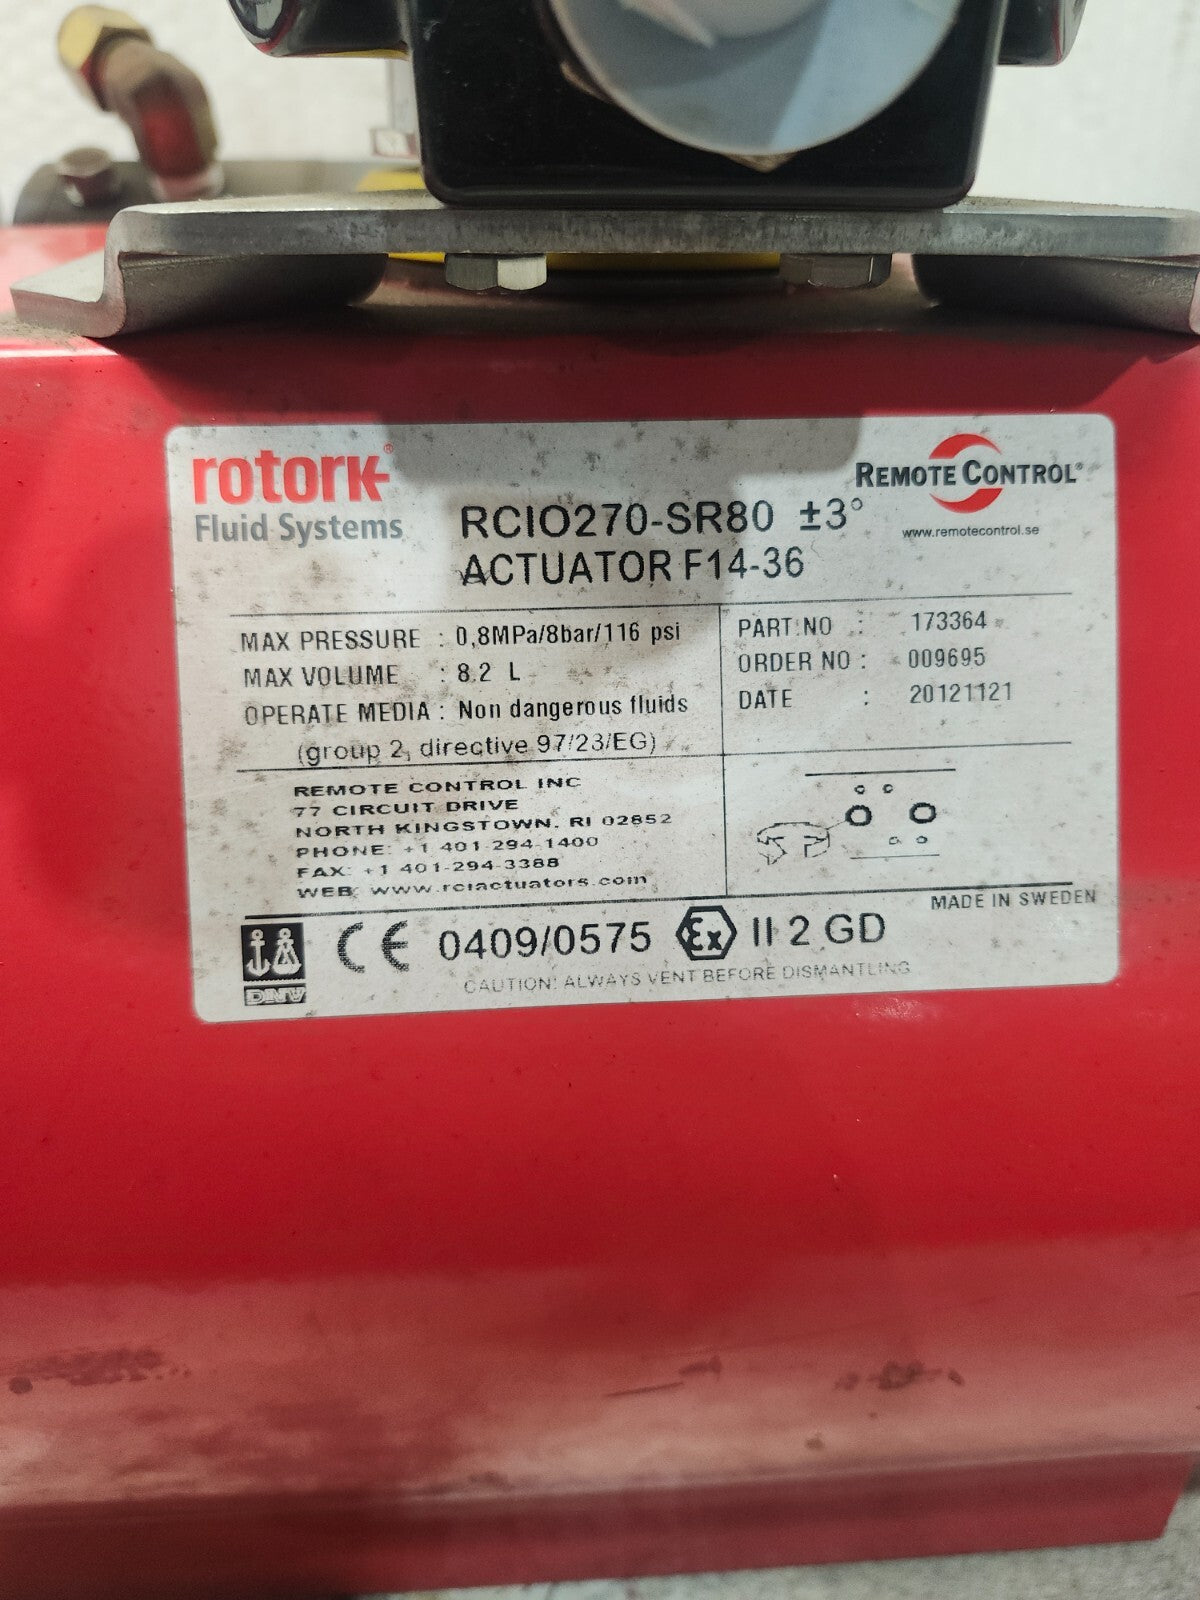 rotork®
Fluid Systems
REMOTE CONTROL®
www.remotecontrol.se
RCIO270-SR80 ±3°
ACTUATOR F14-36
MAX PRESSURE : 0,8MPa/8bar/116 psi
MAX VOLUME : 8.2 L
OPERATE MEDIA : Non dangerous fluids
(group 2, directive 97/23/EG)
PART NO : 173364
ORDER NO : 009695
DATE : 20121121
REMOTE CONTROL INC
77 CIRCUIT DRIVE
NORTH KINGSTOWN, RI 02852
PHONE: +1 401-294-1400
FAX: +1 401-294-3388
WEB: www.rciactuators.com
MADE IN SWEDEN
DNV
CE 0409/0575 Ex II 2 GD
CAUTION: ALWAYS VENT BEFORE DISMANTLING